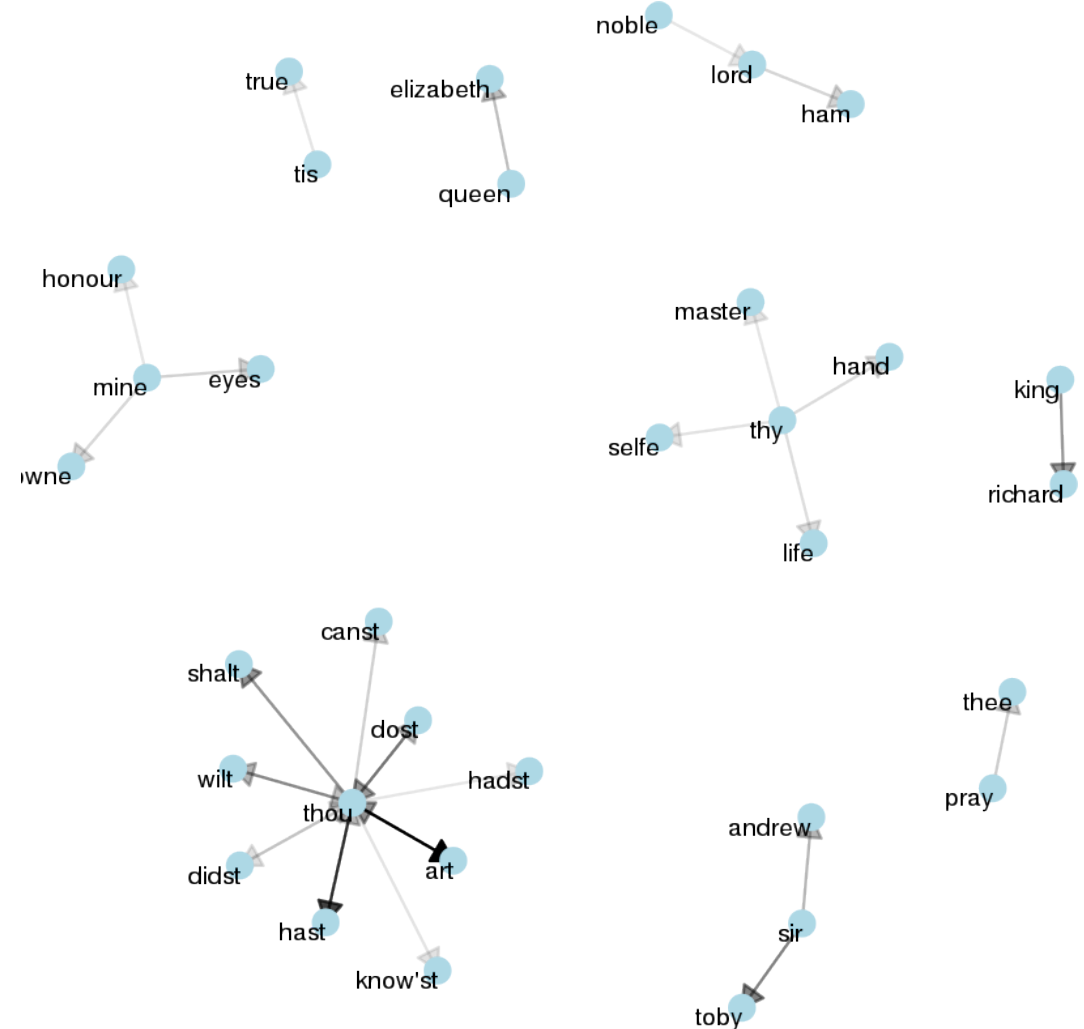 noble
true
lord
elizabeth
ham
tis
queen
honour
master
hand
mine
eyes
king
thy
selfe
wne
richard
life
canst
shalt
thee
dost
wilt
hadst
pray
thou
andrew
art
didst
hast
sir
know'st
toby